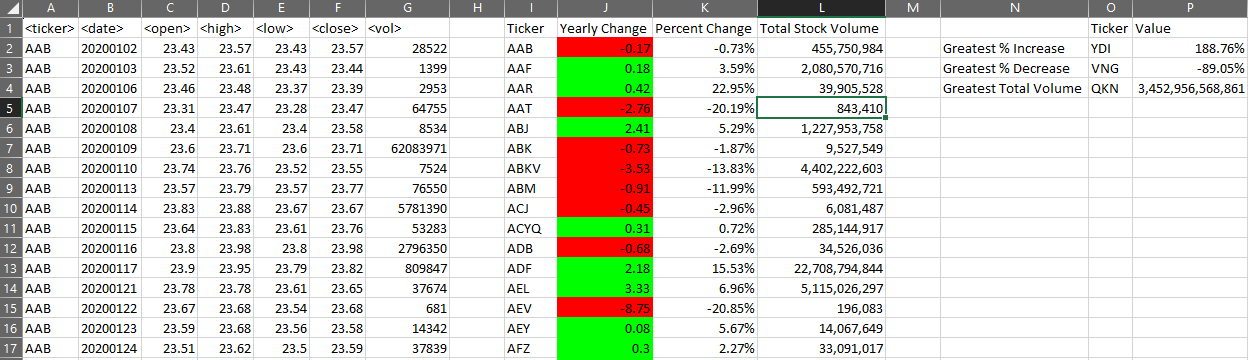 A B C D E F G H I J K L M N O P
1 <ticker> <date> <open> <high> <low> <close> <vol> Ticker Yearly Change Percent Change Total Stock Volume Ticker Value
2 AAB 20200102 23.43 23.57 23.43 23.57 28522 AAB -0.17 -0.73% 455,750,984 Greatest % Increase YDI 188.76%
3 AAB 20200103 23.52 23.61 23.43 23.44 1399 AAF 0.18 3.59% 2,080,570,716 Greatest % Decrease VNG -89.05%
4 AAB 20200106 23.46 23.48 23.37 23.39 2953 AAR 0.42 22.95% 39,905,528 Greatest Total Volume QKN 3,452,956,568,861
5 AAB 20200107 23.31 23.47 23.28 23.47 64755 AAT -2.76 -20.19% 843,410
6 AAB 20200108 23.4 23.61 23.4 23.58 8534 ABJ 2.41 5.29% 1,227,953,758
7 AAB 20200109 23.6 23.71 23.6 23.71 62083971 ABK -0.73 -1.87% 9,527,549
8 AAB 20200110 23.74 23.76 23.52 23.55 7524 ABKV -3.53 -13.83% 4,402,222,603
9 AAB 20200113 23.57 23.79 23.57 23.77 76550 ABM -0.91 -11.99% 593,492,721
10 AAB 20200114 23.83 23.88 23.67 23.67 5781390 ACJ -0.45 -2.96% 6,081,487
11 AAB 20200115 23.64 23.83 23.61 23.76 53283 ACYQ 0.31 0.72% 285,144,917
12 AAB 20200116 23.8 23.98 23.8 23.98 2796350 ADB -0.68 -2.69% 34,526,036
13 AAB 20200117 23.9 23.95 23.79 23.82 809847 ADF 2.18 15.53% 22,708,794,844
14 AAB 20200121 23.78 23.78 23.61 23.65 37674 AEL 3.33 6.96% 5,115,026,297
15 AAB 20200122 23.67 23.68 23.54 23.68 681 AEV -8.75 -20.85% 196,083
16 AAB 20200123 23.59 23.68 23.56 23.58 14342 AEY 0.08 5.67% 14,067,649
17 AAB 20200124 23.51 23.62 23.5 23.59 37839 AFZ 0.3 2.27% 33,091,017